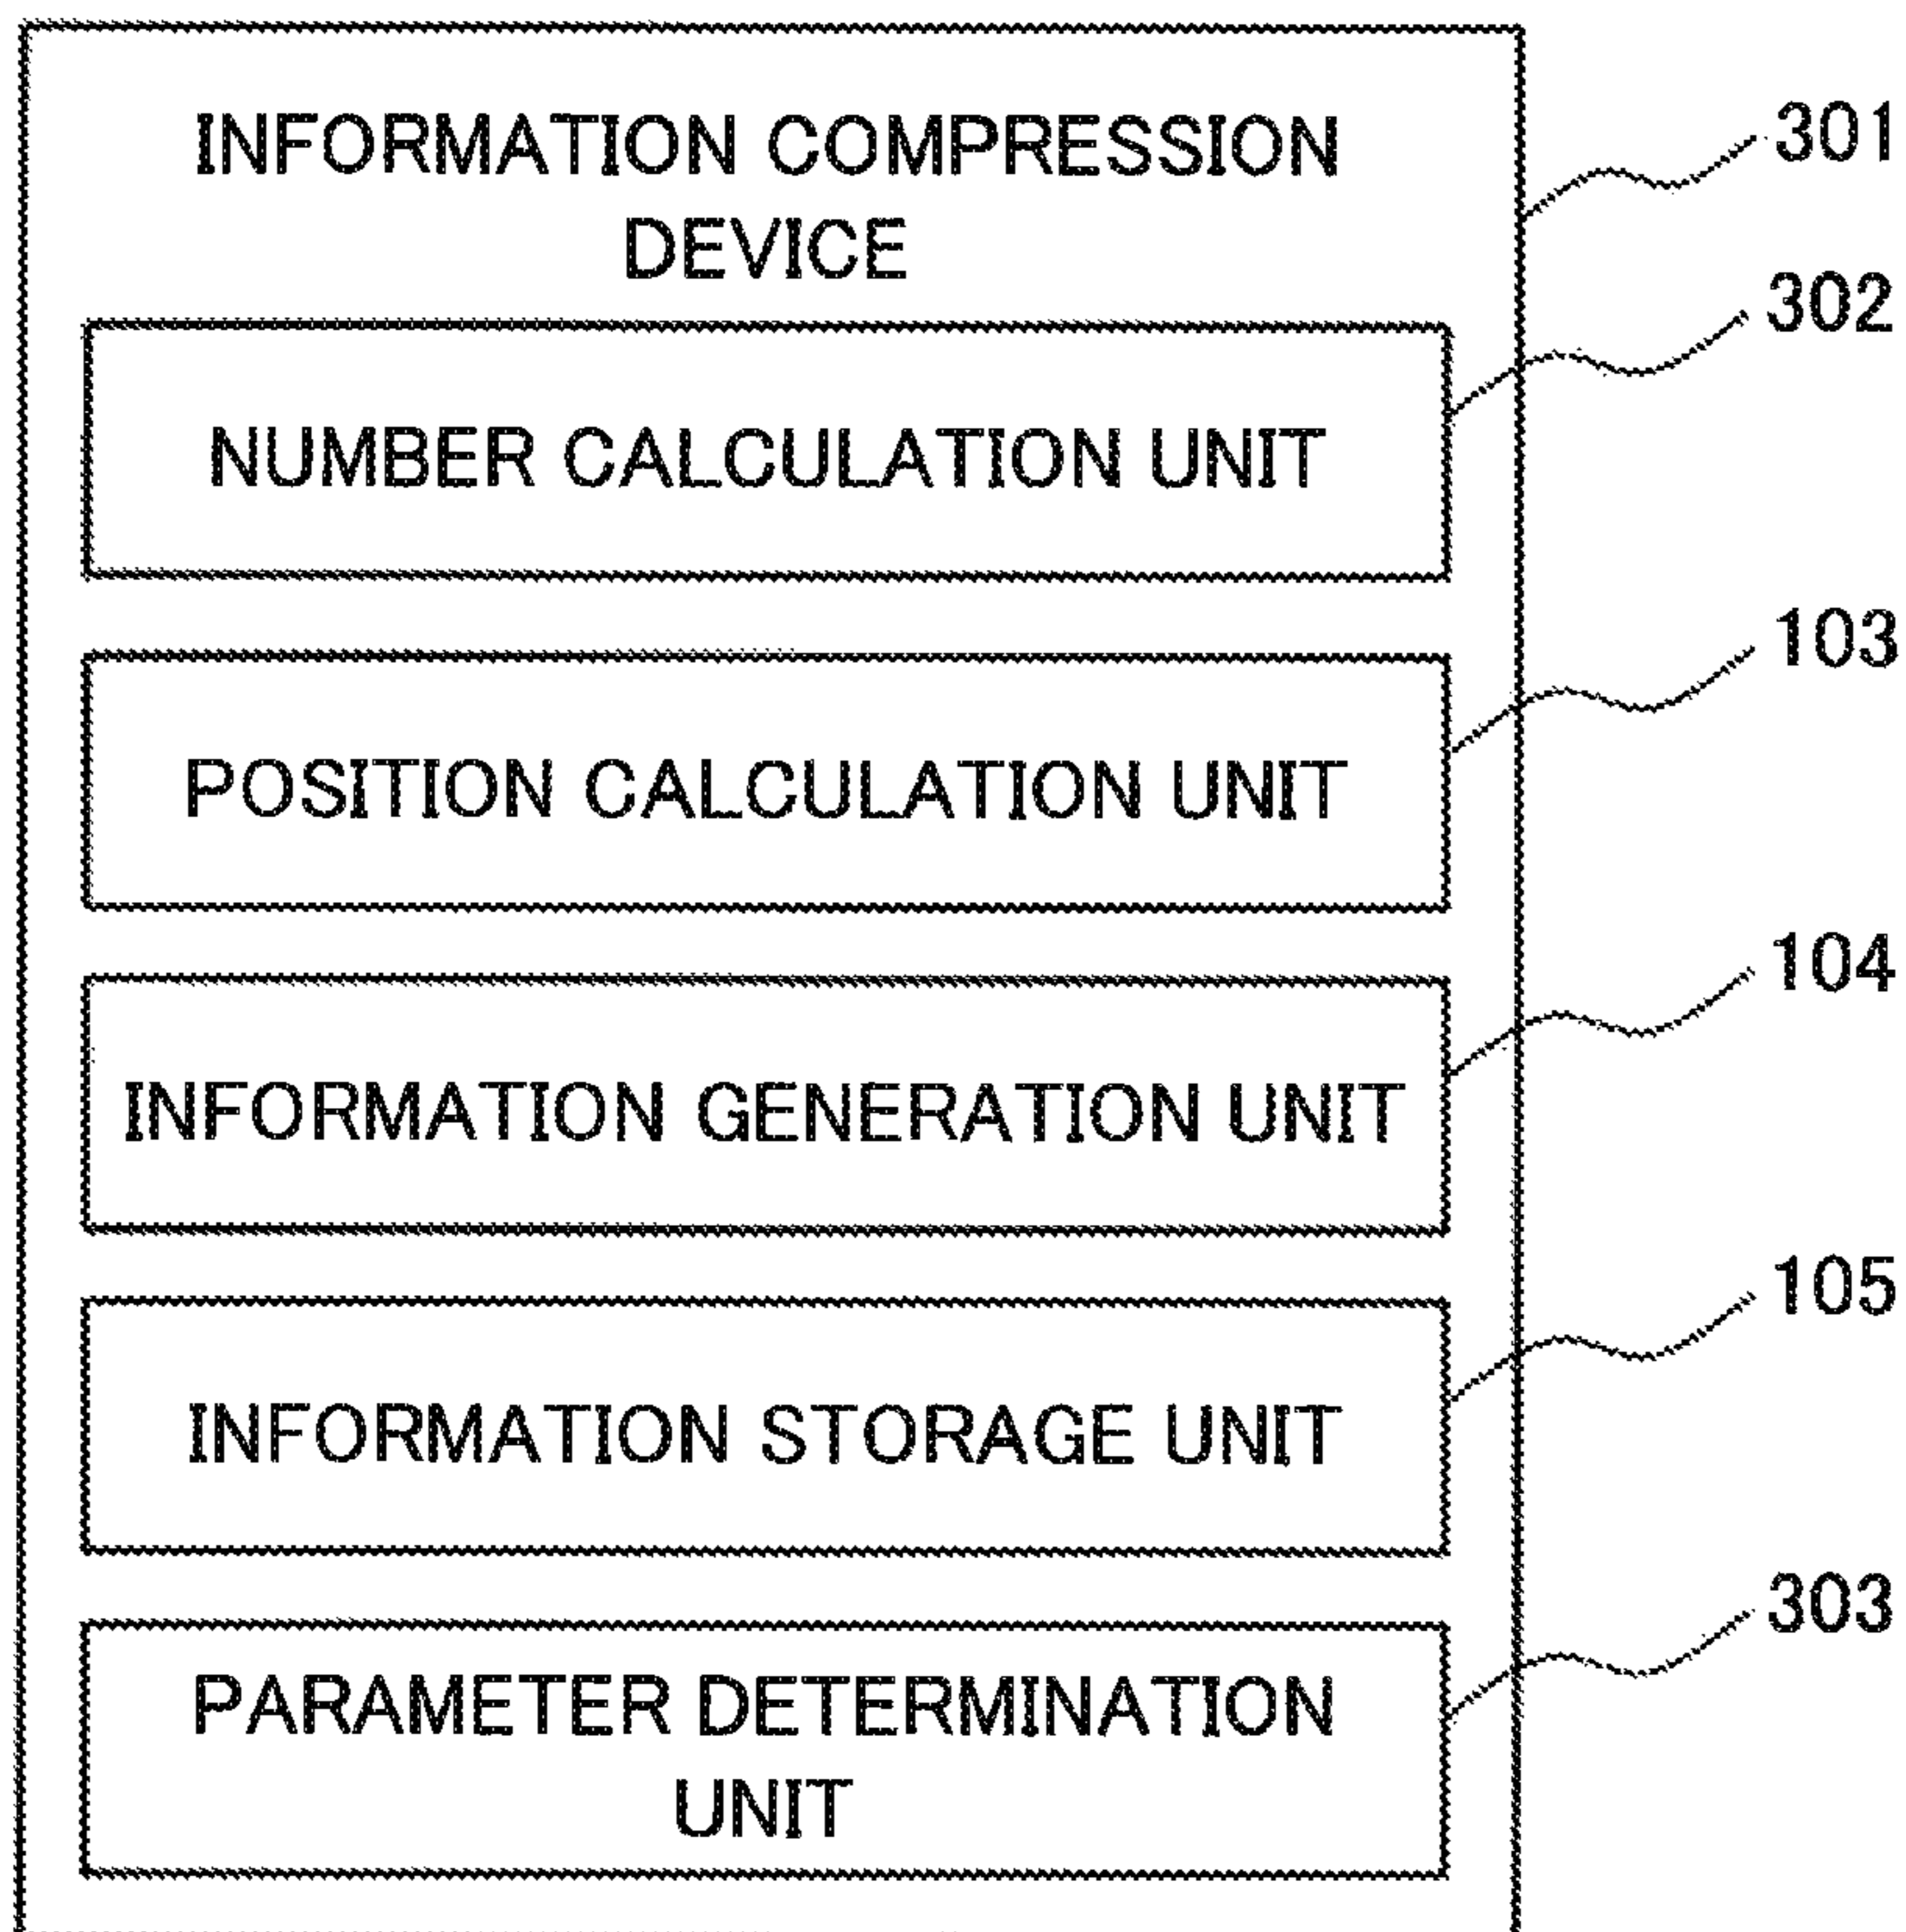 INFORMATION COMPRESSION
DEVICE
301
302
NUMBER CALCULATION UNIT
103
POSITION CALCULATION UNIT
104
INFORMATION GENERATION UNIT
105
INFORMATION STORAGE UNIT
303
PARAMETER DETERMINATION
UNIT